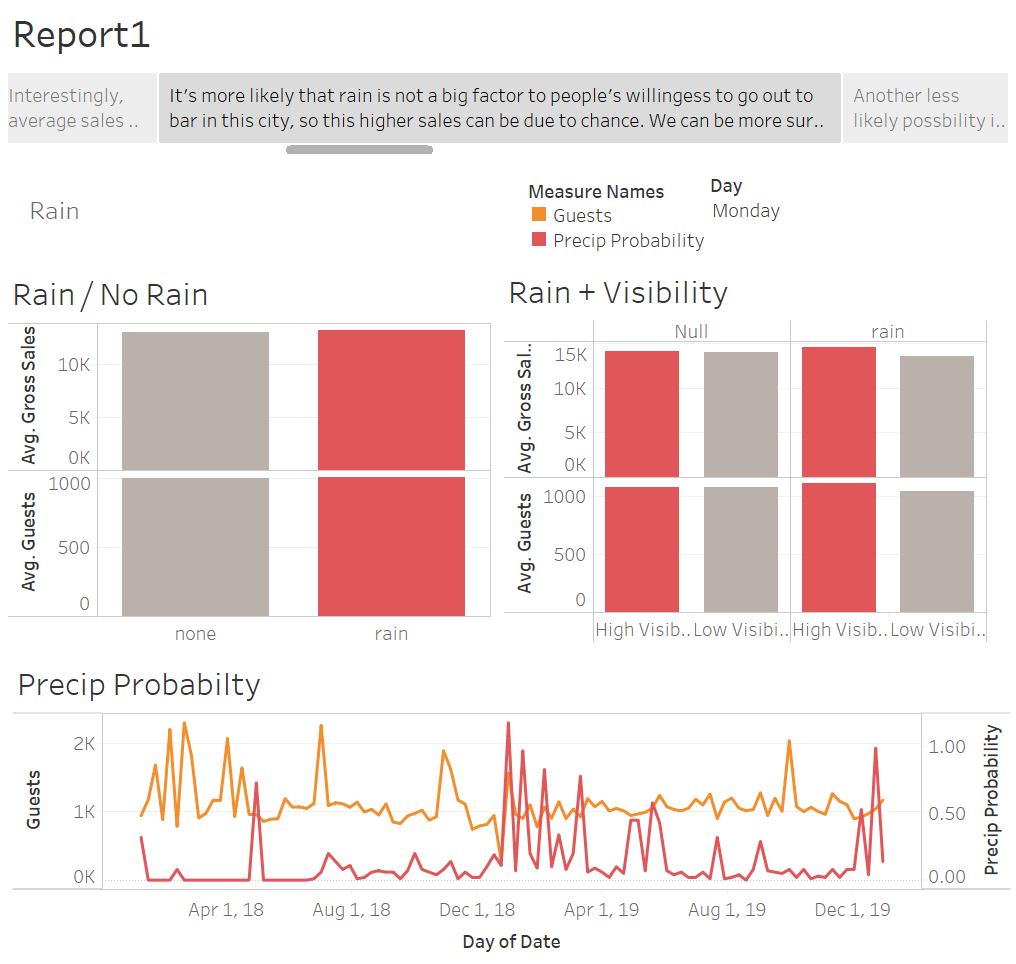 Report1
Interestingly,
average sales ..
It's more likely that rain is not a big factor to people's willingess to go out to
bar in this city, so this higher sales can be due to chance. We can be more sur..
Another less
likely possbility i..
Rain
Measure Names
Guests
Precip Probability
Day
Monday
Rain / No Rain
Avg. Gross Sales
10K
5K
0K
Avg. Guests
1000
500
0
none
rain
Rain + Visibility
Null
rain
Avg. Gross Sal..
15K
10K
5K
0K
Avg. Guests
1000
500
0
High Visib..
Low Visibi..
High Visib..
Low Visibi..
Precip Probabilty
Guests
2K
1K
0K
Precip Probability
1.00
0.50
0.00
Apr 1, 18
Aug 1, 18
Dec 1, 18
Apr 1, 19
Aug 1, 19
Dec 1, 19
Day of Date